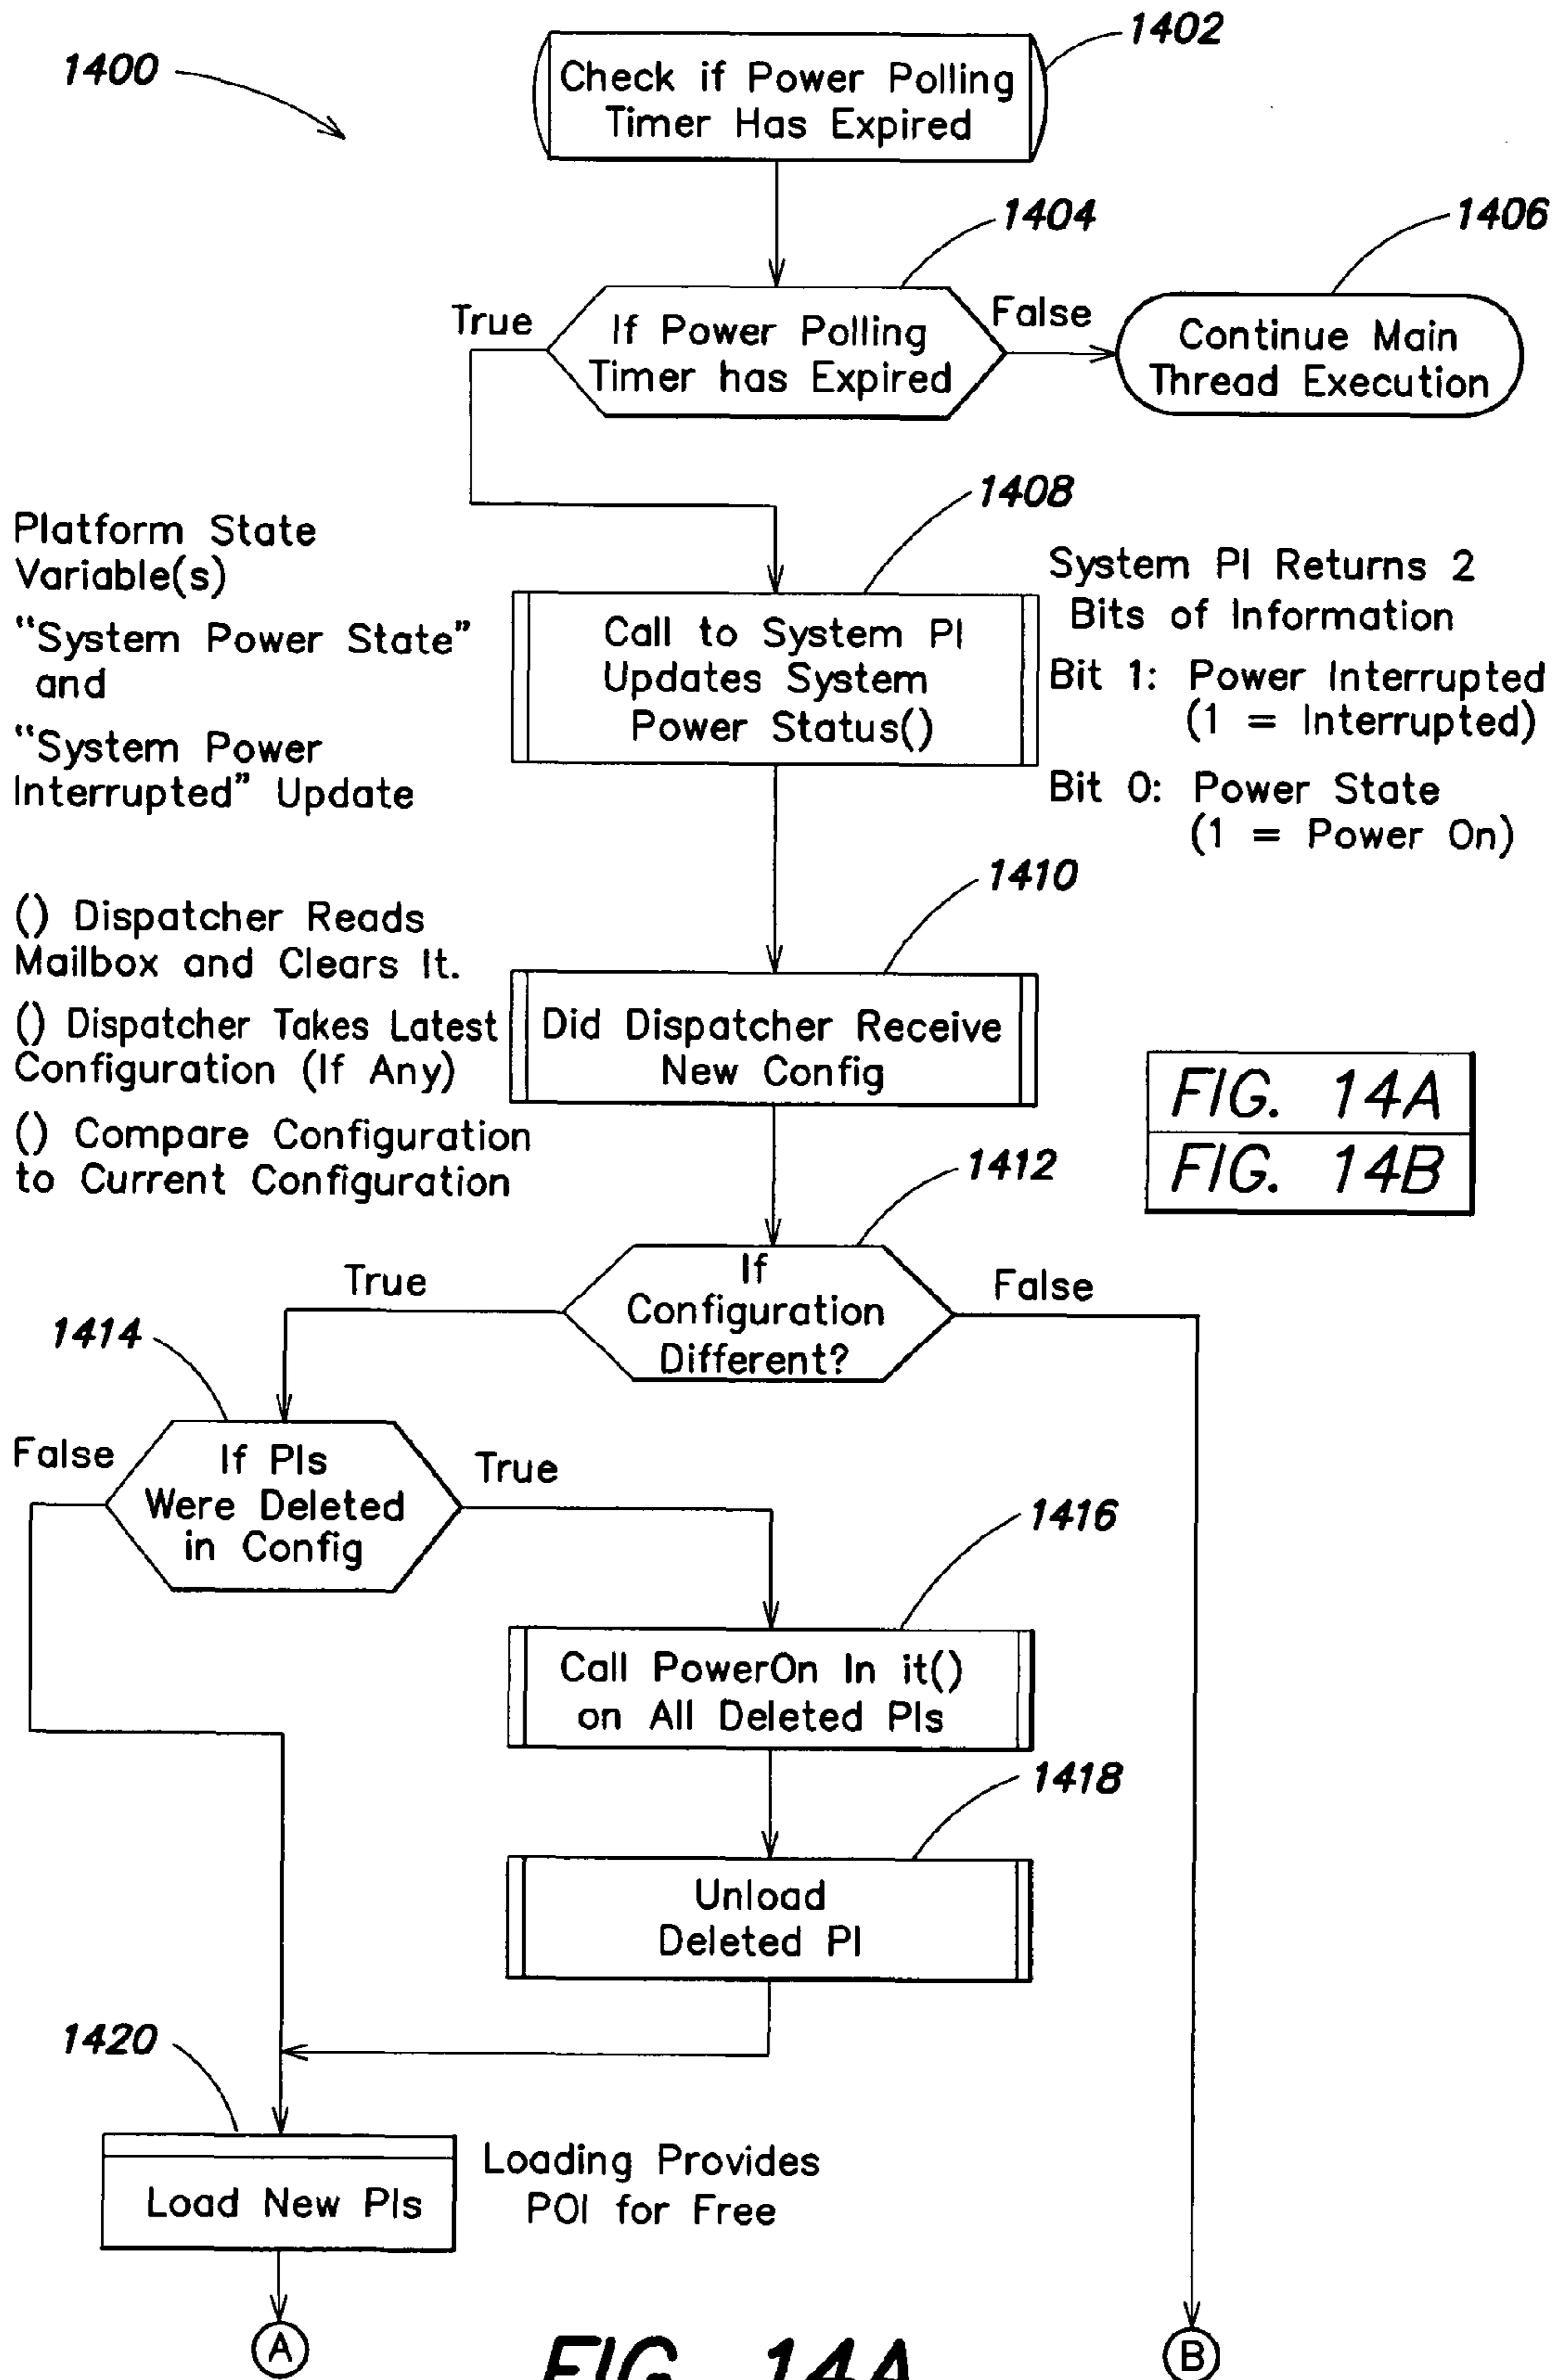 1400
1402
Check if Power Polling
Timer Has Expired
1404
1406
True
If Power Polling
Timer has Expired
False
Continue Main
Thread Execution
1408
Platform State
Variable(s)
"System Power State"
and
"System Power
Interrupted" Update
Call to System PI
Updates System
Power Status()
System PI Returns 2
Bits of Information
Bit 1: Power Interrupted
(1 = Interrupted)
Bit 0: Power State
(1 = Power On)
1410
() Dispatcher Reads
Mailbox and Clears It.
() Dispatcher Takes Latest
Configuration (If Any)
() Compare Configuration
to Current Configuration
Did Dispatcher Receive
New Config
FIG. 14A
FIG. 14B
1412
True
If
Configuration
Different?
False
1414
False
If PIs
Were Deleted
in Config
True
1416
Call PowerOn In it()
on All Deleted PIs
1418
Unload
Deleted PI
1420
Load New PIs
Loading Provides
POI for Free
A
B
FIG. 14A